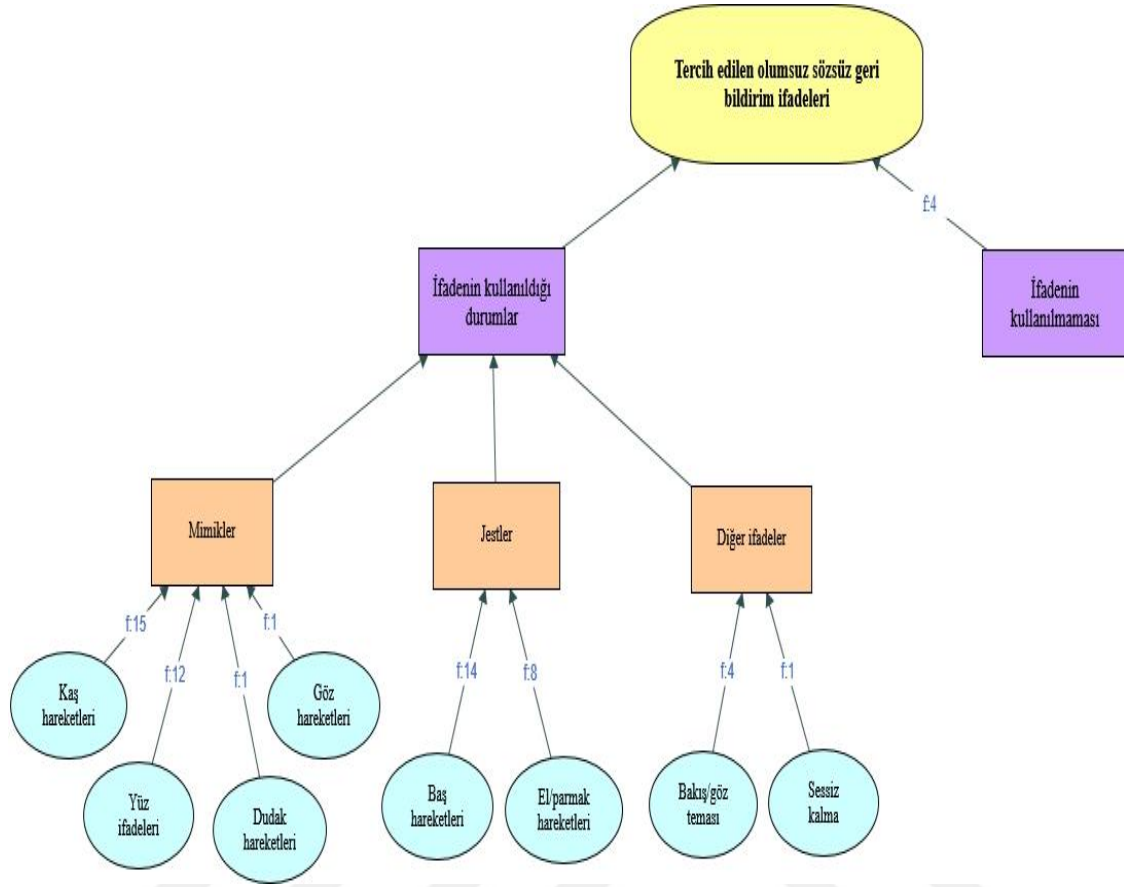 Tercih edilen olumsuz sözsüz geri
bildirim ifadeleri
f:4
İfadenin kullanıldığı
durumlar
İfadenin
kullanılmaması
Mimikler
Jestler
Diğer ifadeler
f:15
f:12
f:1
f:1
f:14
f:8
f:4
f:1
Kaş
hareketleri
Göz
hareketleri
Yüz
ifadeleri
Dudak
hareketleri
Baş
hareketleri
El/parmak
hareketleri
Bakış/göz
teması
Sessiz
kalma